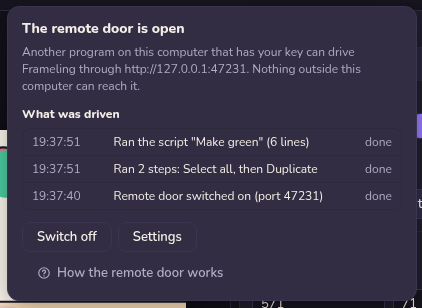 The remote door is open
Another program on this computer that has your key can drive
Frameling through http://127.0.0.1:47231. Nothing outside this
computer can reach it.
What was driven
19:37:51 Ran the script "Make green" (6 lines) done
19:37:51 Ran 2 steps: Select all, then Duplicate done
19:37:40 Remote door switched on (port 47231) done
Switch off Settings
How the remote door works